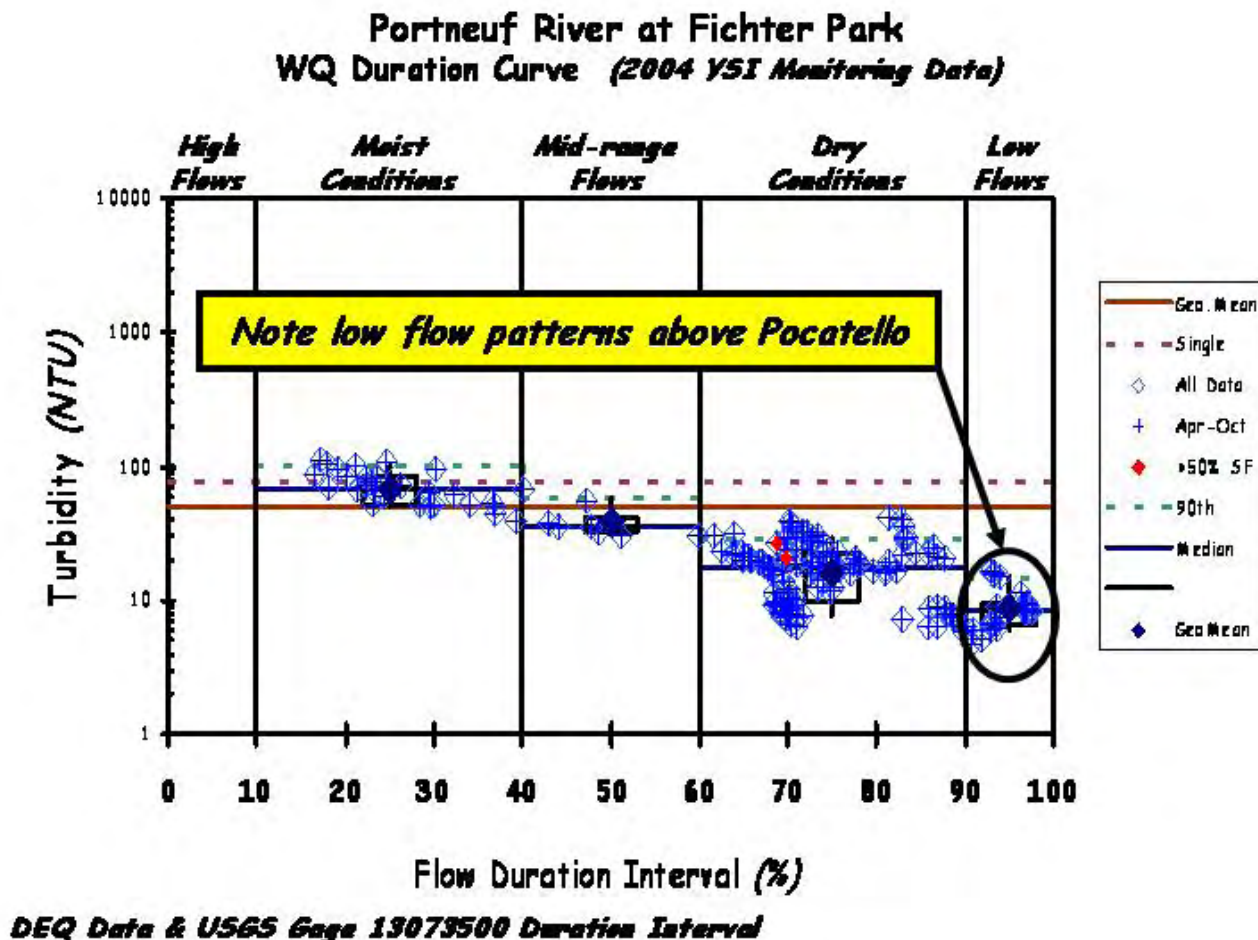 Portneuf River at Fichter Park
WQ Duration Curve (2004 YSI Monitoring Data)
High Flows
Moist Conditions
Mid-range Flows
Dry Conditions
Low Flows
10000
1000
100
10
1
Turbidity (NTU)
Note low flow patterns above Pocatello
0 10 20 30 40 50 60 70 80 90 100
Flow Duration Interval (%)
Geo. Mean
Single
All Data
Apr-Oct
>50% SF
90th
Median
GeoMean
DEQ Data & USGS Gage 13073500 Duration Interval